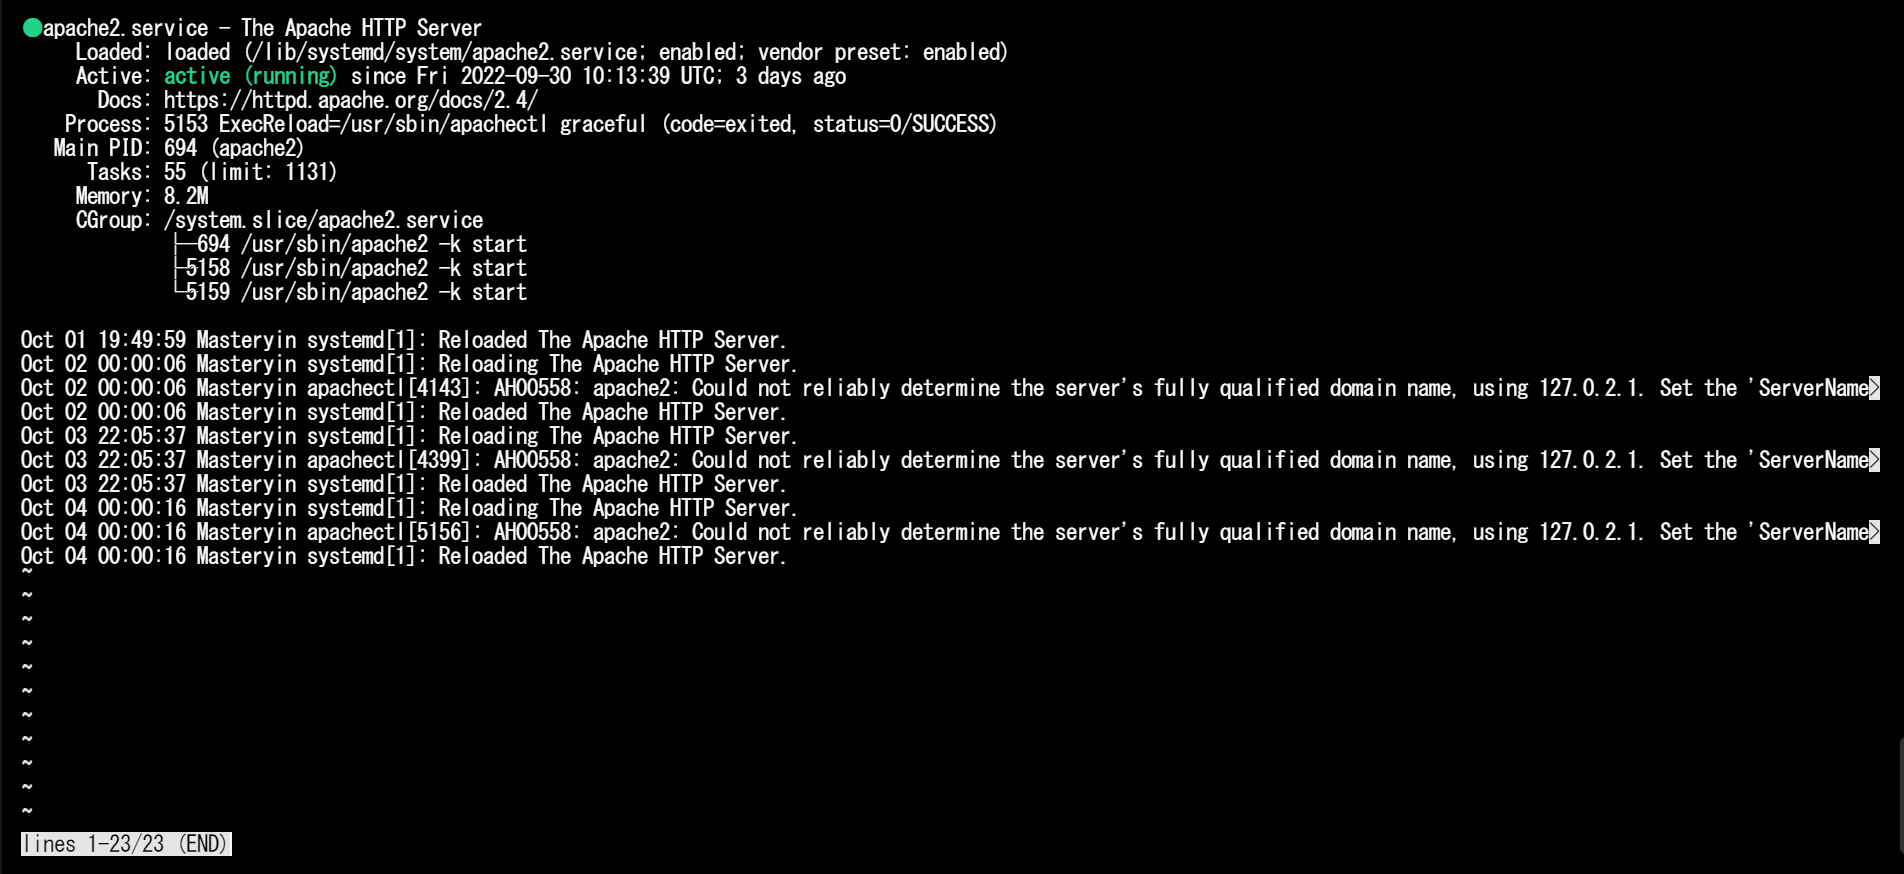 ●apache2.service - The Apache HTTP Server
Loaded: loaded (/lib/systemd/system/apache2.service; enabled; vendor preset: enabled)
Active: active (running) since Fri 2022-09-30 10:13:39 UTC; 3 days ago
Docs: https://httpd.apache.org/docs/2.4/
Process: 5153 ExecReload=/usr/sbin/apachectl graceful (code=exited, status=0/SUCCESS)
Main PID: 694 (apache2)
Tasks: 55 (limit: 1131)
Memory: 8.2M
CGroup: /system.slice/apache2.service
├─694 /usr/sbin/apache2 -k start
├─5158 /usr/sbin/apache2 -k start
└─5159 /usr/sbin/apache2 -k start
Oct 01 19:49:59 Masteryin systemd[1]: Reloaded The Apache HTTP Server.
Oct 02 00:00:06 Masteryin systemd[1]: Reloading The Apache HTTP Server.
Oct 02 00:00:06 Masteryin apachectl[4143]: AH00558: apache2: Could not reliably determine the server's fully qualified domain name, using 127.0.2.1. Set the 'ServerName>
Oct 02 00:00:06 Masteryin systemd[1]: Reloaded The Apache HTTP Server.
Oct 03 22:05:37 Masteryin systemd[1]: Reloading The Apache HTTP Server.
Oct 03 22:05:37 Masteryin apachectl[4399]: AH00558: apache2: Could not reliably determine the server's fully qualified domain name, using 127.0.2.1. Set the 'ServerName>
Oct 03 22:05:37 Masteryin systemd[1]: Reloaded The Apache HTTP Server.
Oct 04 00:00:16 Masteryin systemd[1]: Reloading The Apache HTTP Server.
Oct 04 00:00:16 Masteryin apachectl[5156]: AH00558: apache2: Could not reliably determine the server's fully qualified domain name, using 127.0.2.1. Set the 'ServerName>
Oct 04 00:00:16 Masteryin systemd[1]: Reloaded The Apache HTTP Server.
~
~
~
~
~
~
~
~
~
~
~
lines 1-23/23 (END)